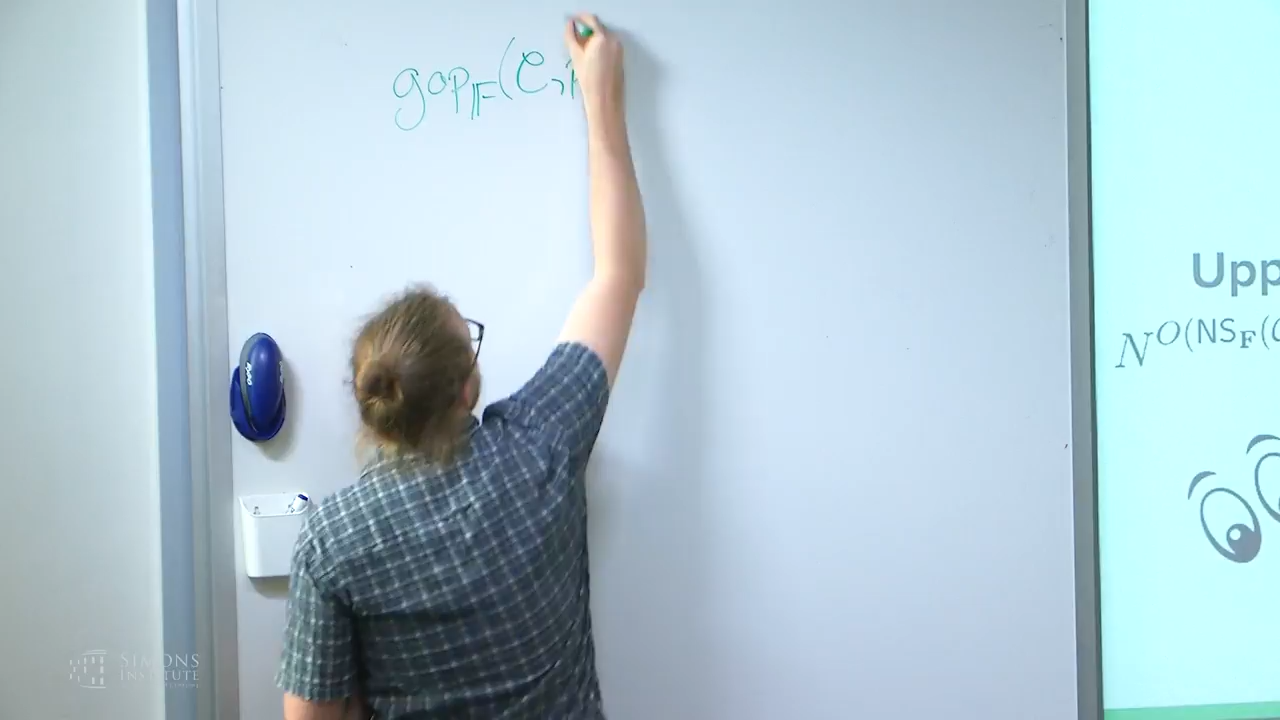 gap_𝔽(C,
Upp
N^{O(NS_𝐅(C
SIMONS
INSTITUTE